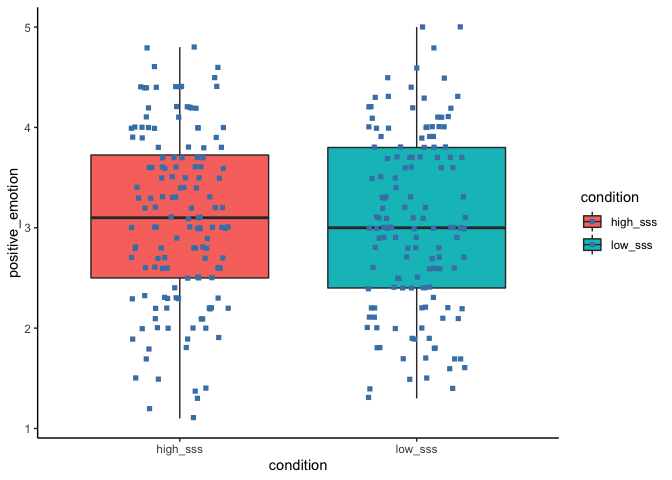 5
4
3
2
1
positive_emotion
high_sss
low_sss
condition
condition
high_sss
low_sss